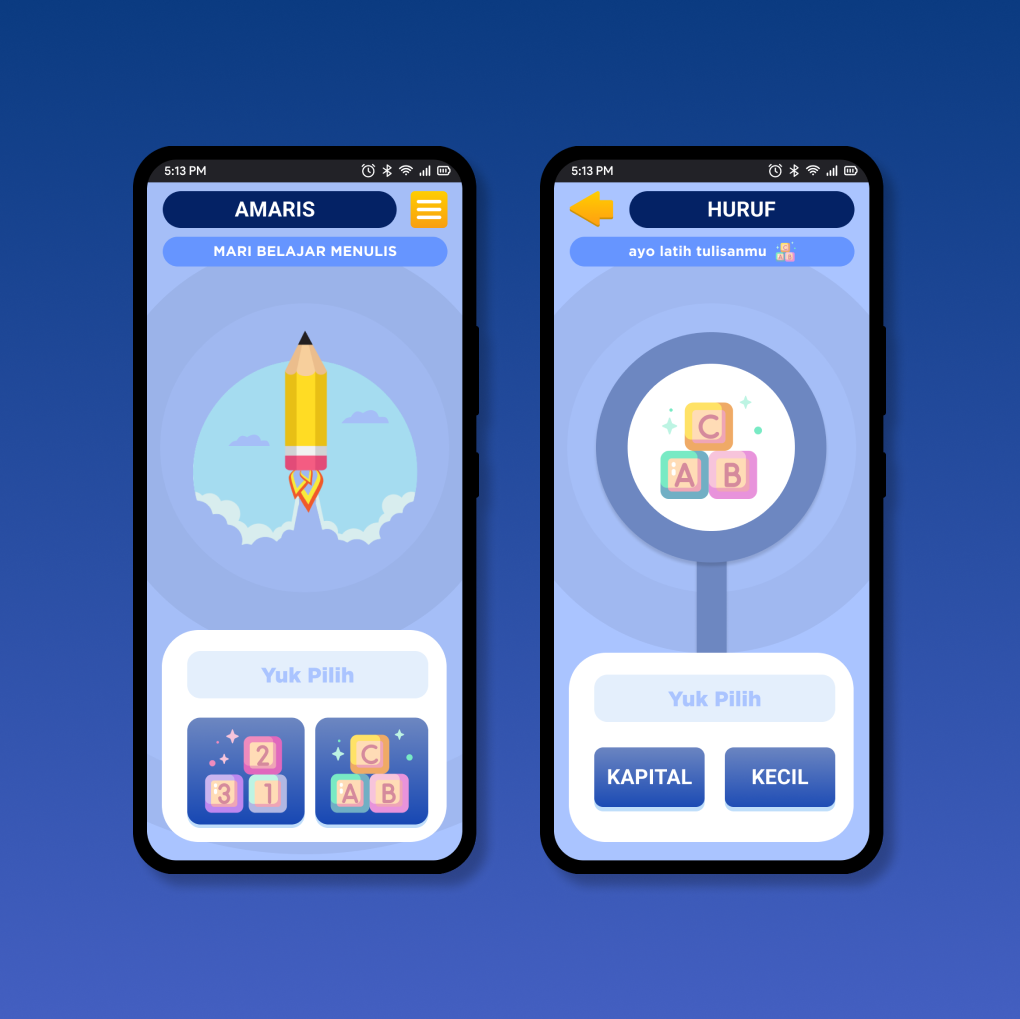 5:13 PM
AMARIS
MARI BELAJAR MENULIS
Yuk Pilih
2
3 1
C
A B
5:13 PM
HURUF
ayo latih tulisanmu
C
A B
C
A B
Yuk Pilih
KAPITAL KECIL